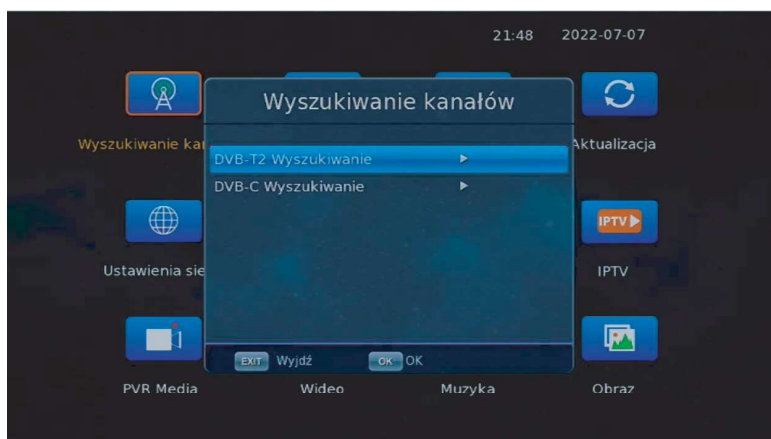 21:48 2022-07-07
Wyszukiwanie kanałów
Wyszukiwanie kan
Aktualizacja
DVB-T2 Wyszukiwanie
DVB-C Wyszukiwanie
IPTV
Ustawienia sie
IPTV
EXIT Wyjdź OK OK
PVR Media Wideo Muzyka Obraz